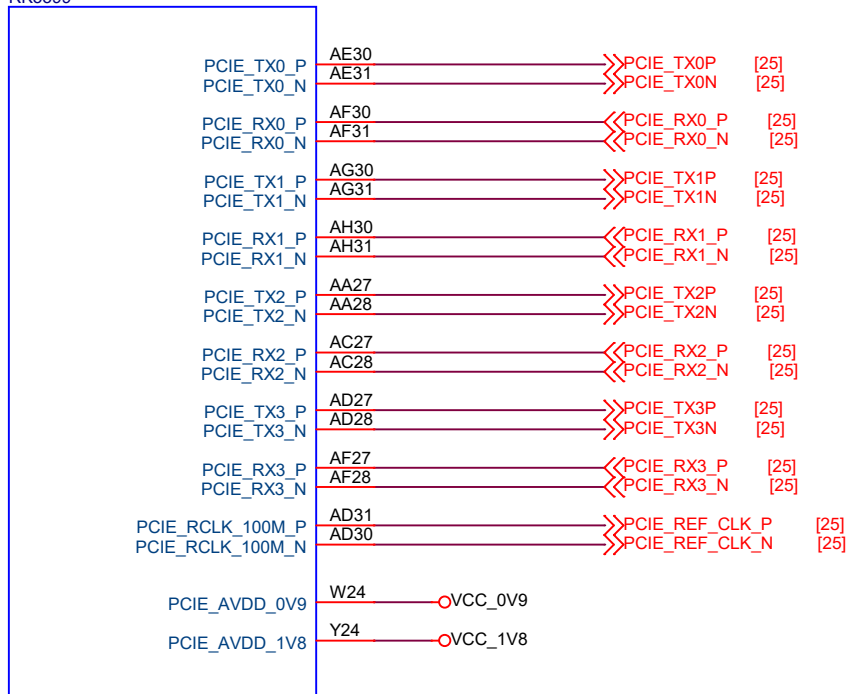 PCIE_TX0_P AE30 PCIE_TX0P [25]
PCIE_TX0_N AE31 PCIE_TX0N [25]
PCIE_RX0_P AF30 PCIE_RX0_P [25]
PCIE_RX0_N AF31 PCIE_RX0_N [25]
PCIE_TX1_P AG30 PCIE_TX1P [25]
PCIE_TX1_N AG31 PCIE_TX1N [25]
PCIE_RX1_P AH30 PCIE_RX1_P [25]
PCIE_RX1_N AH31 PCIE_RX1_N [25]
PCIE_TX2_P AA27 PCIE_TX2P [25]
PCIE_TX2_N AA28 PCIE_TX2N [25]
PCIE_RX2_P AC27 PCIE_RX2_P [25]
PCIE_RX2_N AC28 PCIE_RX2_N [25]
PCIE_TX3_P AD27 PCIE_TX3P [25]
PCIE_TX3_N AD28 PCIE_TX3N [25]
PCIE_RX3_P AF27 PCIE_RX3_P [25]
PCIE_RX3_N AF28 PCIE_RX3_N [25]
PCIE_RCLK_100M_P AD31 PCIE_REF_CLK_P [25]
PCIE_RCLK_100M_N AD30 PCIE_REF_CLK_N [25]
PCIE_AVDD_0V9 W24 VCC_0V9
PCIE_AVDD_1V8 Y24 VCC_1V8